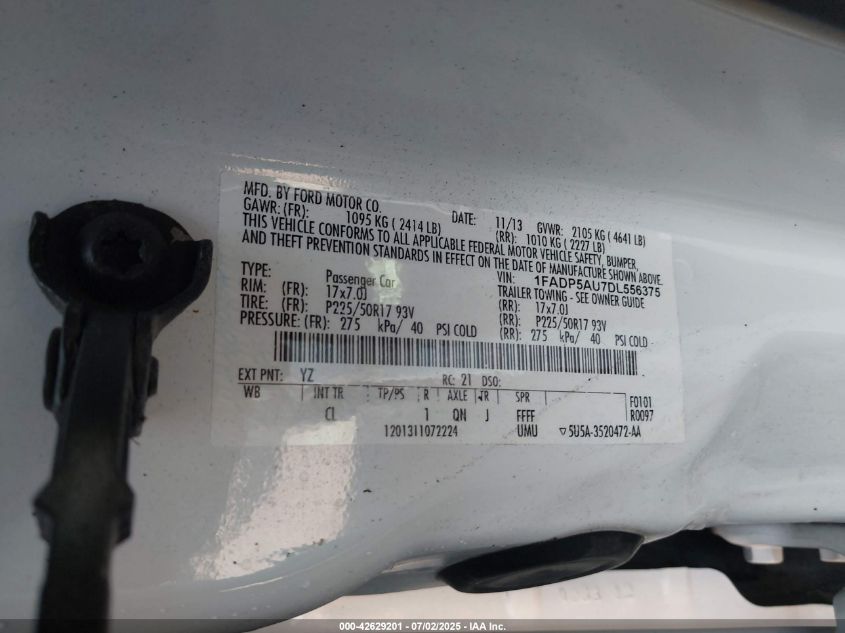 MFD. BY FORD MOTOR CO.
DATE: 11/13 GVWR: 2105 KG ( 4641 LB)
GAWR: (FR): 1095 KG ( 2414 LB) (RR): 1010 KG ( 2227 LB)
THIS VEHICLE CONFORMS TO ALL APPLICABLE FEDERAL MOTOR VEHICLE SAFETY, BUMPER,
AND THEFT PREVENTION STANDARDS IN EFFECT ON THE DATE OF MANUFACTURE SHOWN ABOVE.
VIN: 1FADP5AU7DL556375
TYPE: Passenger Car TRAILER TOWING - SEE OWNER GUIDE
RIM: (FR): 17x7.0J (RR): 17x7.0J
TIRE: (FR): P225/50R17 93V (RR): P225/50R17 93V
PRESSURE: (FR): 275 kPa/ 40 PSI COLD (RR): 275 kPa/ 40 PSI COLD
EXT PNT: YZ RC: 21 DSO:
WB INT TR TP/PS R AXLE TR SPR F0101
CL 1 QN J FFFF R0097
1201311072224 UMU ▽5U5A-3520472-AA
000-42629201 / 07/02/2025 - IAA Inc.